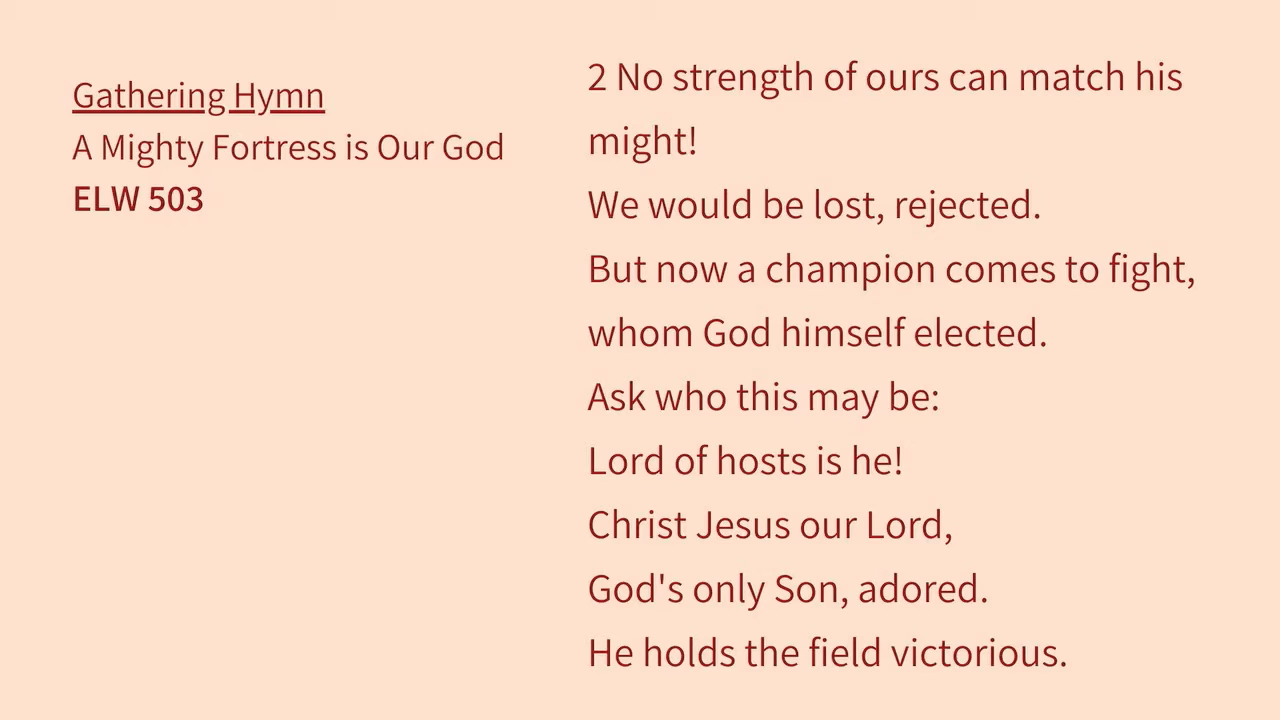 Gathering Hymn
A Mighty Fortress is Our God
ELW 503
2 No strength of ours can match his
might!
We would be lost, rejected.
But now a champion comes to fight,
whom God himself elected.
Ask who this may be:
Lord of hosts is he!
Christ Jesus our Lord,
God's only Son, adored.
He holds the field victorious.